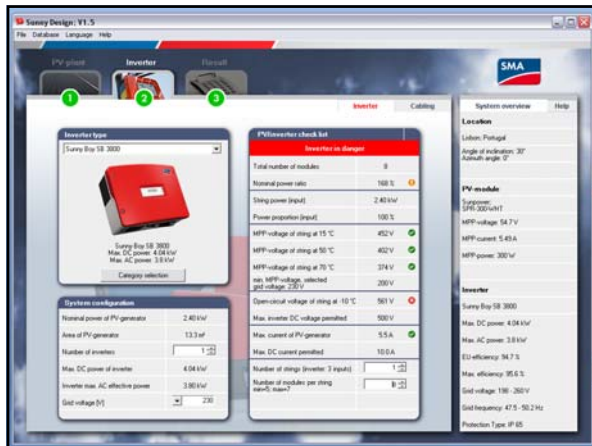 Sunny Design; V1.5
File Database Language Help
PV-plant Inverter Result
1 2 3
SMA
Inverter Cabling
System overview Help
Inverter type
Sunny Boy SB 3800
Sunny Boy SB 3800
Max. DC power: 4.04 kW
Max. AC power: 3.8 kW
Category selection
System configuration
Nominal power of PV-generator 2.40 kW
Area of PV-generator 13.3 m²
Number of inverters 1
Max. DC power of inverter 4.04 kW
Inverter max. AC effective power 3.80 kW
Grid voltage [V] 230
PV/Inverter check list
Inverter in danger
Total number of modules 8
Nominal power ratio 168 %
String power (input) 2.40 kW
Power proportion (input) 100 %
MPP-voltage of string at 15 °C 452 V
MPP-voltage of string at 50 °C 402 V
MPP-voltage of string at 70 °C 374 V
min. MPP-voltage, selected
grid voltage: 230 V 200 V
Open-circuit voltage of string at -10 °C 561 V
Max. inverter DC voltage permitted 500 V
Max. current of PV-generator 5.5 A
Max. DC current permitted 10.0 A
Number of strings (inverter: 3 inputs) 1
Number of modules per string 8
min=5; max=7
Location
Lisbon; Portugal
Angle of inclination: 30°
Azimuth angle: 0°
PV-module
Sunpower:
SPR-300-WHT
MPP-voltage: 54.7 V
MPP-current: 5.49 A
MPP-power: 300 W
Inverter
Sunny Boy SB 3800
Max. DC power: 4.04 kW
Max. AC power: 3.8 kW
EU-efficiency: 94.7 %
Max. efficiency: 95.6 %
Grid voltage: 198 - 260 V
Grid frequency: 47.5 - 50.2 Hz
Protection Type: IP 65